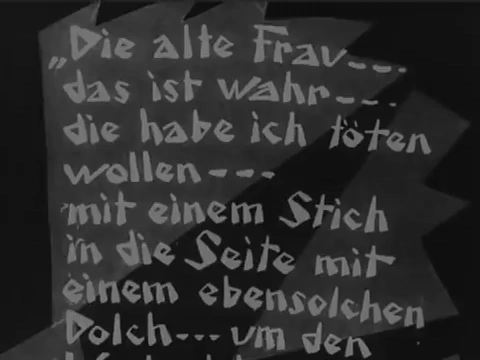 „Die alte Frau---
das ist wahr---
die habe ich töten
wollen---
mit einem Stich
in die Seite mit
einem ebensolchen
Dolch--- um den